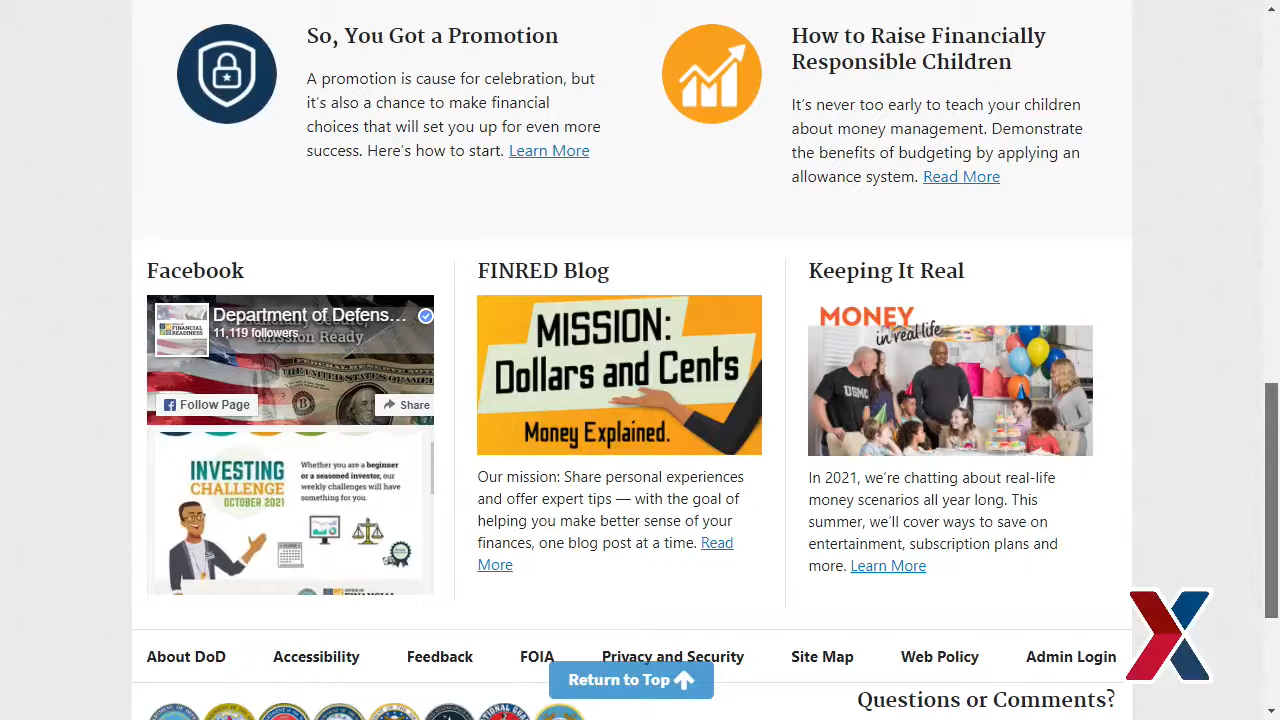 So, You Got a Promotion
A promotion is cause for celebration, but
it's also a chance to make financial
choices that will set you up for even more
success. Here's how to start. Learn More
How to Raise Financially
Responsible Children
It's never too early to teach your children
about money management. Demonstrate
the benefits of budgeting by applying an
allowance system. Read More
Facebook
Department of Defens...
11,119 followers
Mission Ready
FINANCIAL
READINESS
THE UNITED STATES OF AMER
Follow Page
Share
INVESTING
CHALLENGE
OCTOBER 2021
Whether you are a beginner
or a seasoned investor, our
weekly challenges will have
something for you.
FINRED Blog
MISSION:
Dollars and Cents
Money Explained.
Our mission: Share personal experiences
and offer expert tips — with the goal of
helping you make better sense of your
finances, one blog post at a time. Read
More
Keeping It Real
MONEY
in real life
USMC
In 2021, we're chatting about real-life
money scenarios all year long. This
summer, we'll cover ways to save on
entertainment, subscription plans and
more. Learn More
About DoD
Accessibility
Feedback
FOIA
Privacy and Security
Site Map
Web Policy
Admin Login
Return to Top
Questions or Comments?